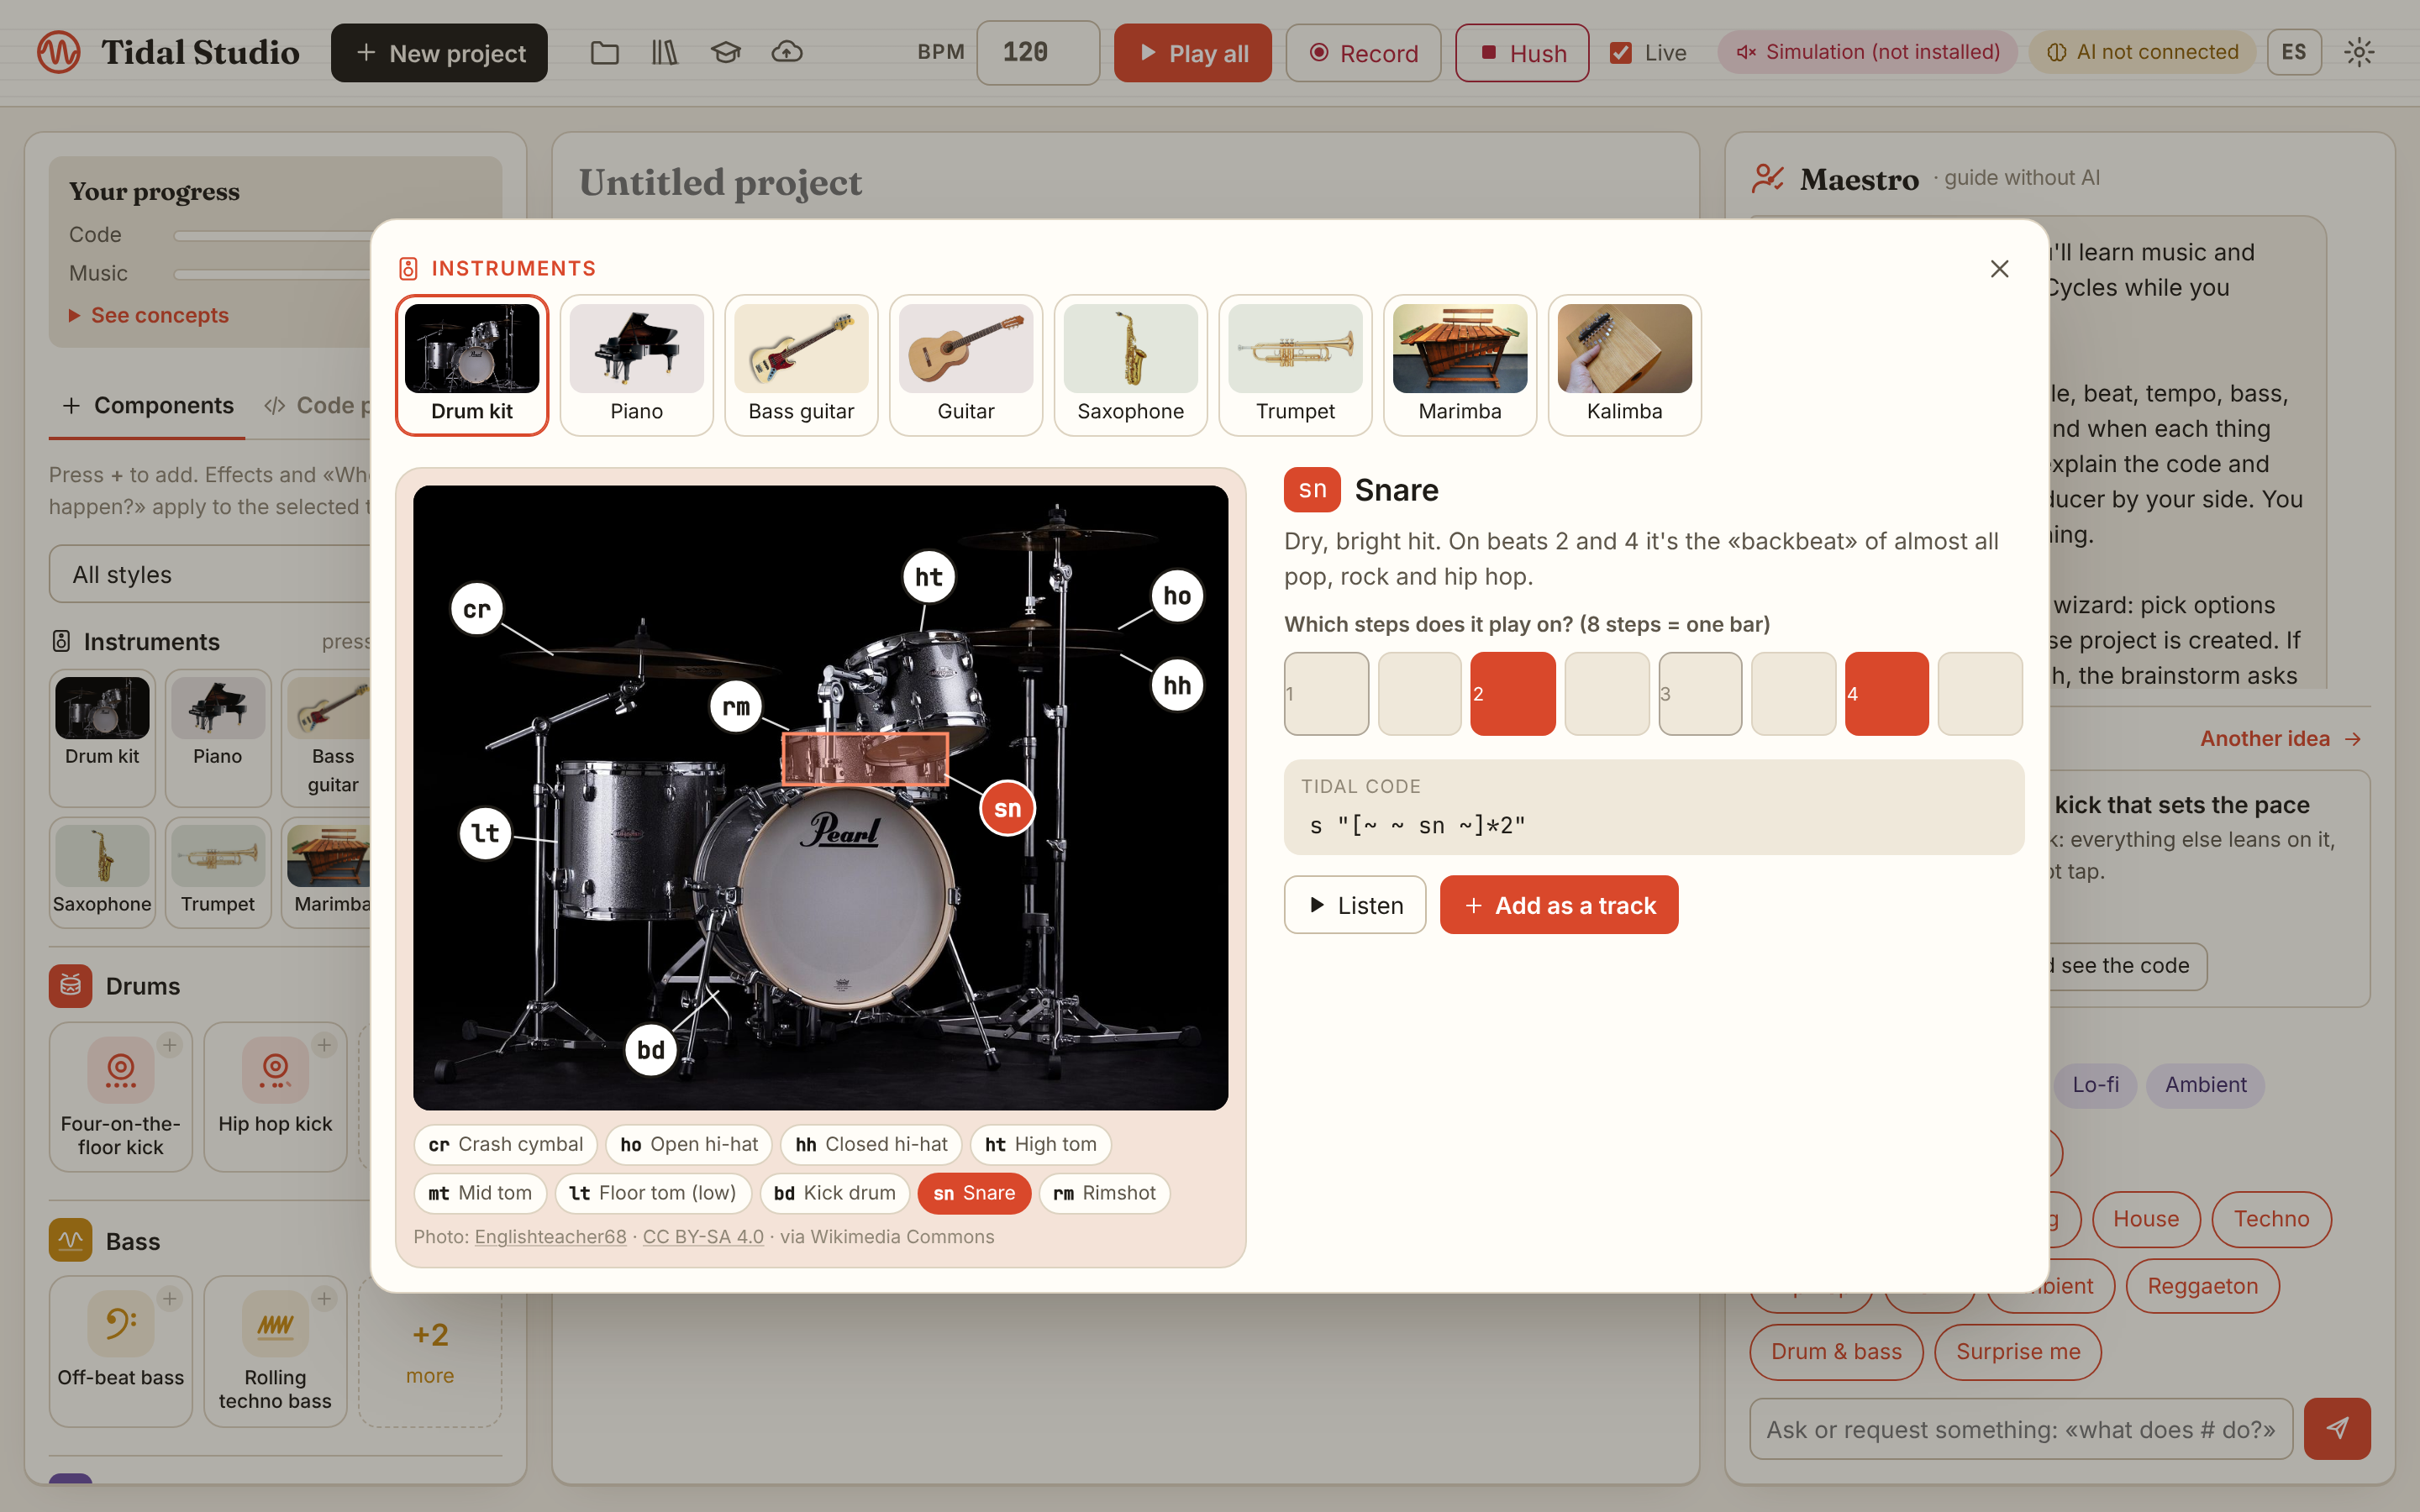 Tidal Studio
New project
BPM 120
Play all
Record
Hush
Live
Simulation (not installed)
AI not connected
ES
Your progress
Code
Music
See concepts
Components
Code p
Press + to add. Effects and «Wh
happen?» apply to the selected t
All styles
Instruments
press
Drum kit
Piano
Bass
guitar
Saxophone
Trumpet
Marimba
Drums
Four-on-the-
floor kick
Hip hop kick
Bass
Off-beat bass
Rolling
techno bass
+2
more
Untitled project
INSTRUMENTS
Drum kit
Piano
Bass guitar
Guitar
Saxophone
Trumpet
Marimba
Kalimba
cr
ht
ho
hh
rm
sn
lt
bd
Pearl
cr Crash cymbal
ho Open hi-hat
hh Closed hi-hat
ht High tom
mt Mid tom
lt Floor tom (low)
bd Kick drum
sn Snare
rm Rimshot
Photo: Englishteacher68 · CC BY-SA 4.0 · via Wikimedia Commons
sn Snare
Dry, bright hit. On beats 2 and 4 it's the «backbeat» of almost all
pop, rock and hip hop.
Which steps does it play on? (8 steps = one bar)
1 2 3 4
TIDAL CODE
s "[~ ~ sn ~]*2"
Listen
Add as a track
Maestro · guide without AI
'll learn music and
Cycles while you
le, beat, tempo, bass,
nd when each thing
explain the code and
ducer by your side. You
ning.
wizard: pick options
se project is created. If
h, the brainstorm asks
Another idea →
kick that sets the pace
k: everything else leans on it,
ot tap.
d see the code
Lo-fi
Ambient
g
House
Techno
bient
Reggaeton
Drum & bass
Surprise me
Ask or request something: «what does # do?»